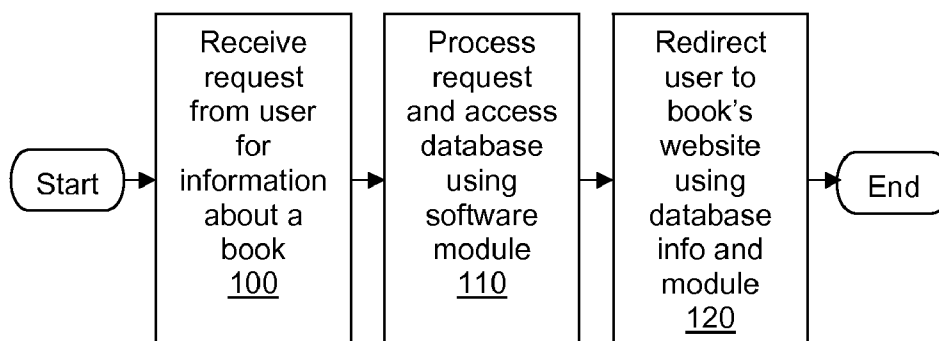 Start
Receive
request
from user
for
information
about a
book
100
Process
request
and access
database
using
software
module
110
Redirect
user to
book's
website
using
database
info and
module
120
End